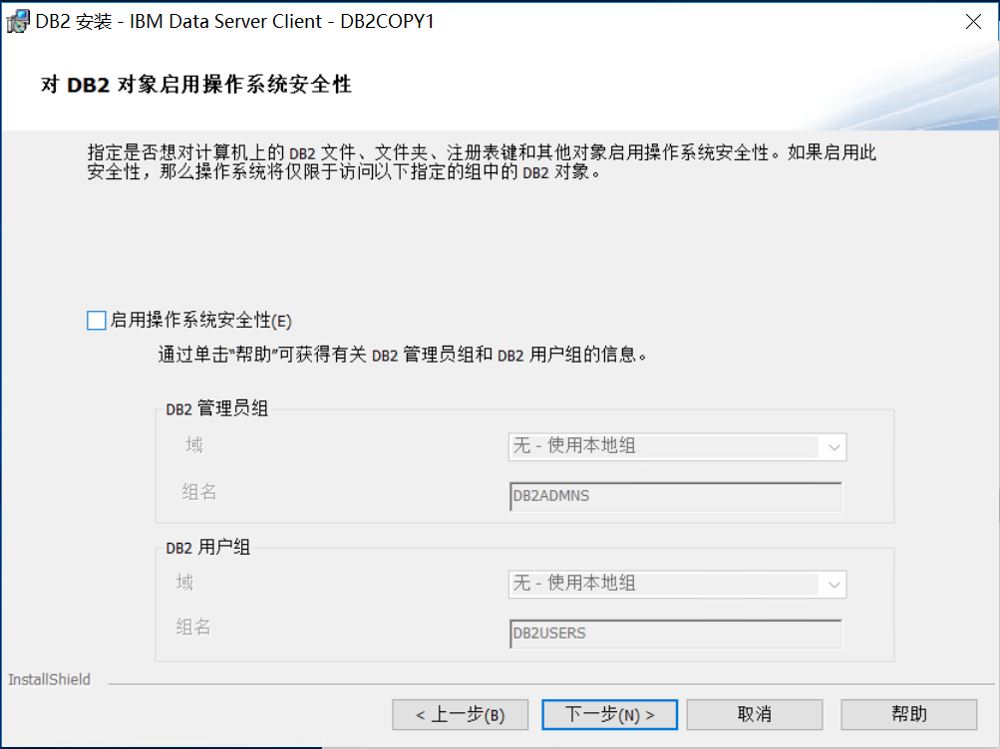 DB2 安装 - IBM Data Server Client - DB2COPY1
对 DB2 对象启用操作系统安全性
指定是否想对计算机上的 DB2 文件、文件夹、注册表键和其他对象启用操作系统安全性。如果启用此
安全性，那么操作系统将仅限于访问以下指定的组中的 DB2 对象。
启用操作系统安全性(E)
通过单击“帮助”可获得有关 DB2 管理员组和 DB2 用户组的信息。
DB2 管理员组
域
无 - 使用本地组
组名
DB2ADMNS
DB2 用户组
域
无 - 使用本地组
组名
DB2USERS
InstallShield
< 上一步(B)
下一步(N) >
取消
帮助